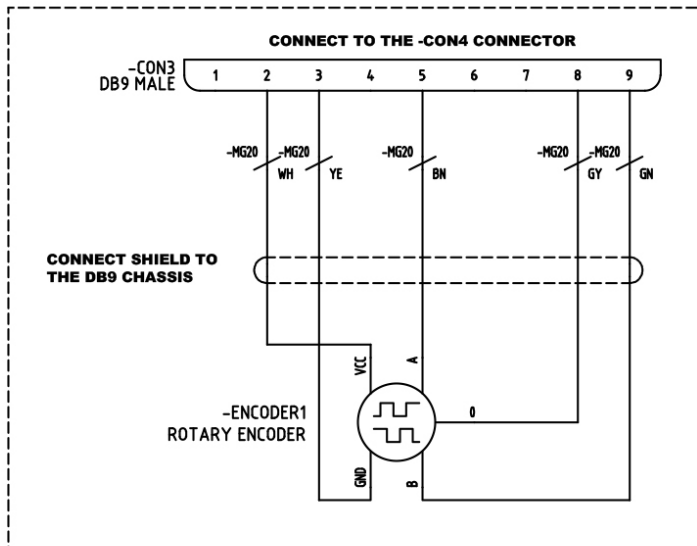 CONNECT TO THE -CON4 CONNECTOR
-CON3
DB9 MALE
1 2 3 4 5 6 7 8 9
-MG20 -MG20 -MG20 -MG20 -MG20
WH YE BN GY GN
CONNECT SHIELD TO
THE DB9 CHASSIS
VCC A
-ENCODER1
ROTARY ENCODER
0
GND B